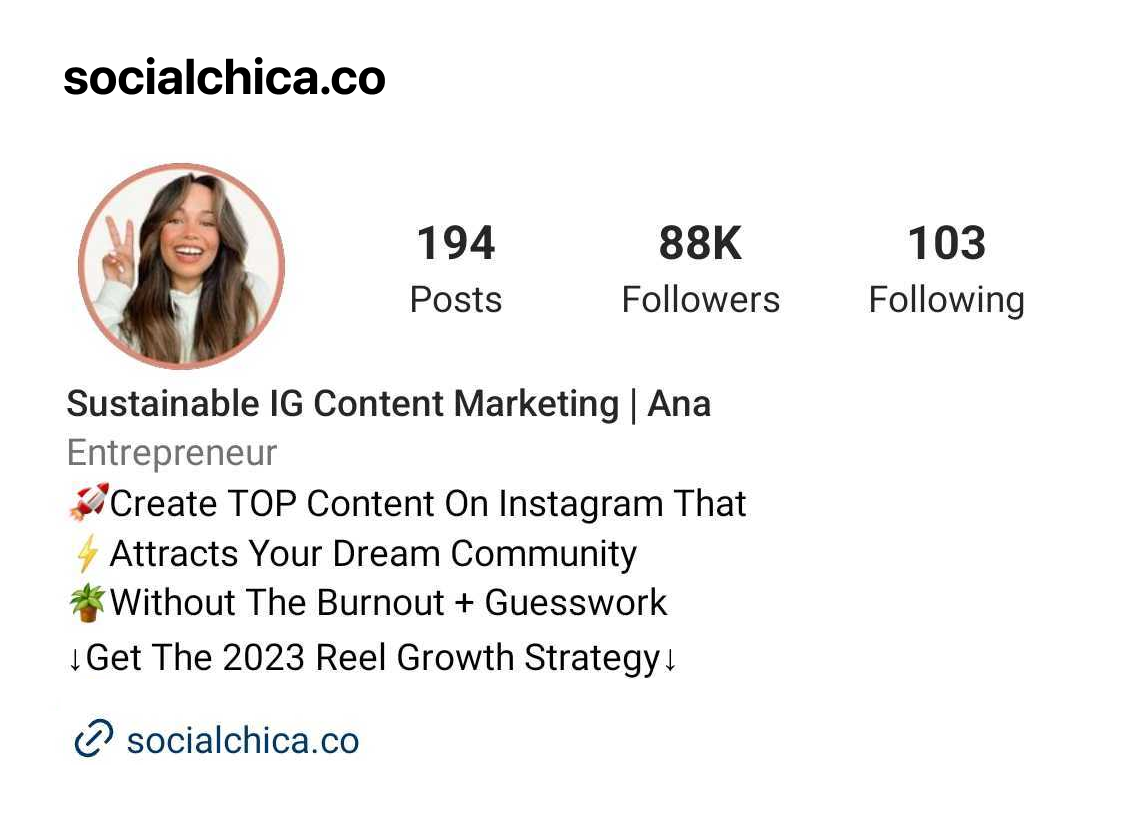 socialchica.co
194 88K 103
Posts Followers Following
Sustainable IG Content Marketing | Ana
Entrepreneur
🚀Create TOP Content On Instagram That
⚡Attracts Your Dream Community
🪴Without The Burnout + Guesswork
↓Get The 2023 Reel Growth Strategy↓
socialchica.co